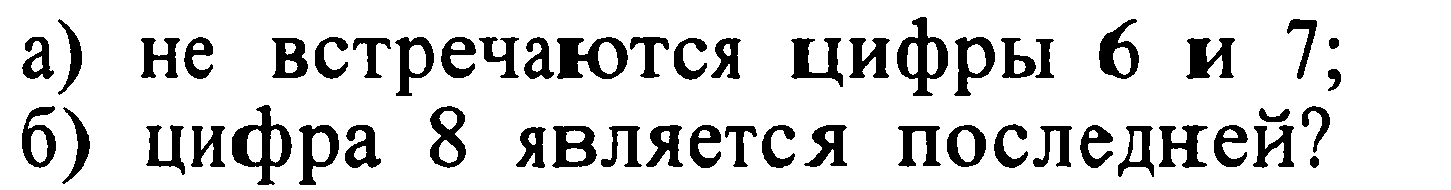 а) не встречаются цифры 6 и 7;
б) цифра 8 является последней?